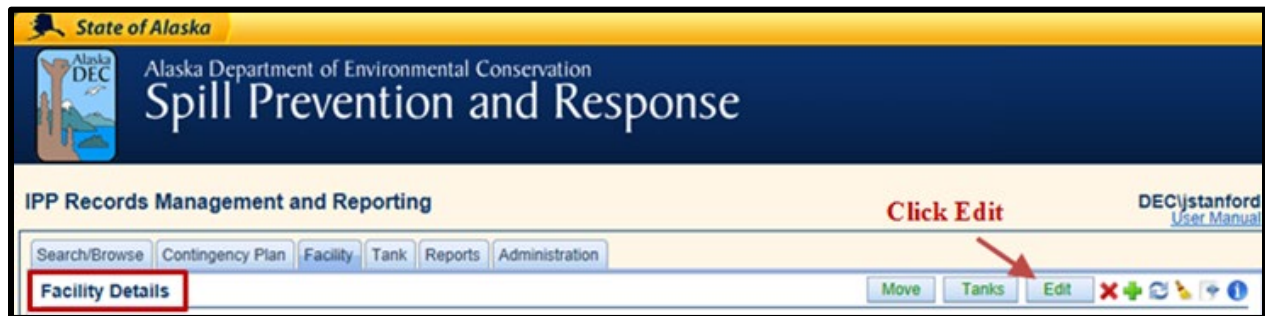 State of Alaska
Alaska
DEC
Alaska Department of Environmental Conservation
Spill Prevention and Response
IPP Records Management and Reporting
Click Edit
DEC\jstanford
User Manual
Search/Browse Contingency Plan Facility Tank Reports Administration
Facility Details
Move Tanks Edit